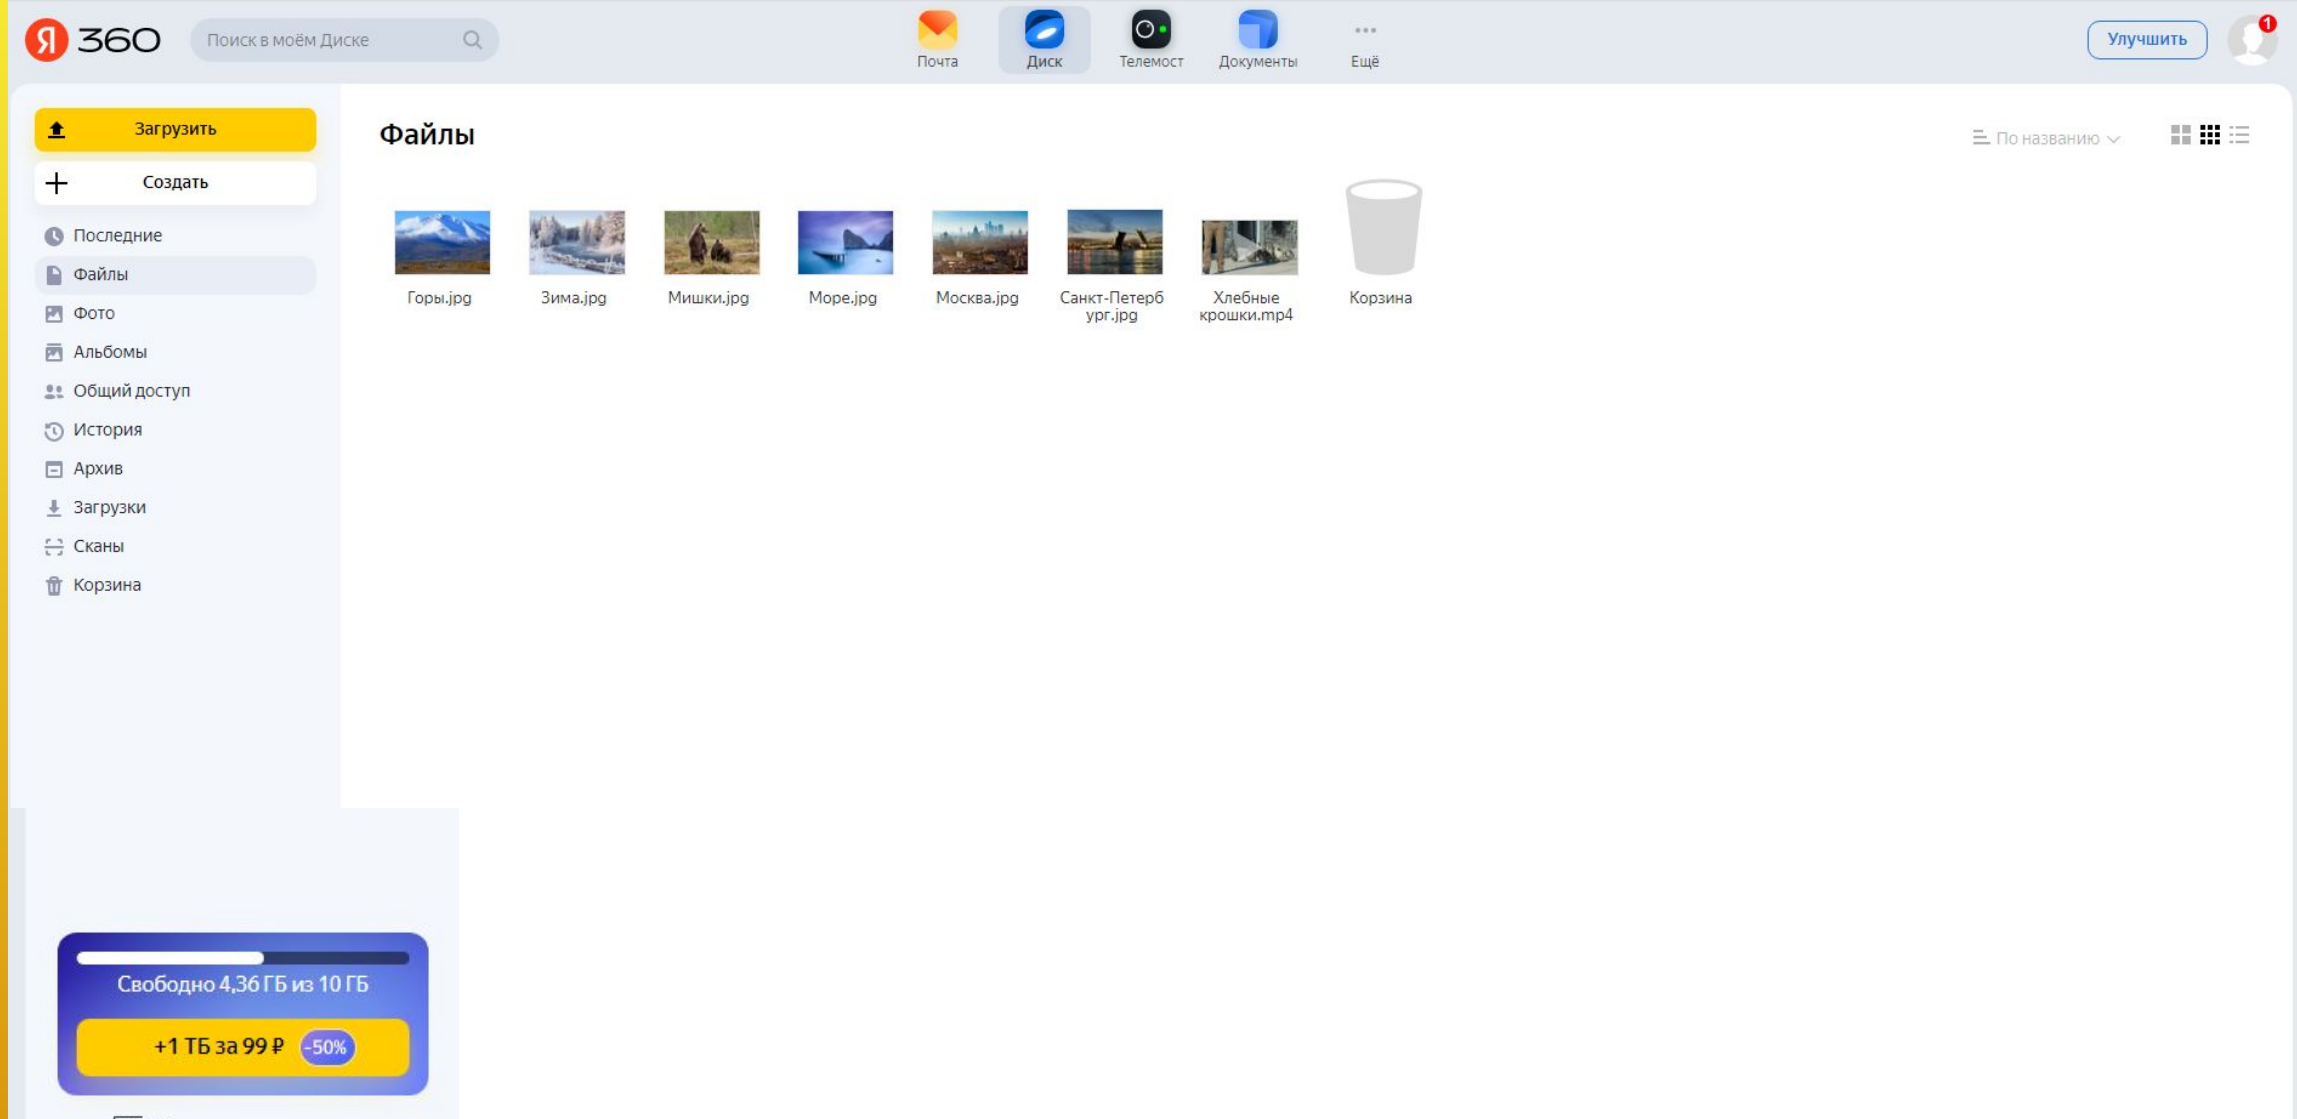 Я 360
Поиск в моём Диске
Почта
Диск
Телемост
Документы
Ещё
Улучшить
1
Загрузить
Создать
Последние
Файлы
Фото
Альбомы
Общий доступ
История
Архив
Загрузки
Сканы
Корзина
Файлы
По названию
Горы.jpg
Зима.jpg
Мишки.jpg
Море.jpg
Москва.jpg
Санкт-Петерб
ург.jpg
Хлебные
крошки.mp4
Корзина
Свободно 4,36 ГБ из 10 ГБ
+1 ТБ за 99 ₽ -50%